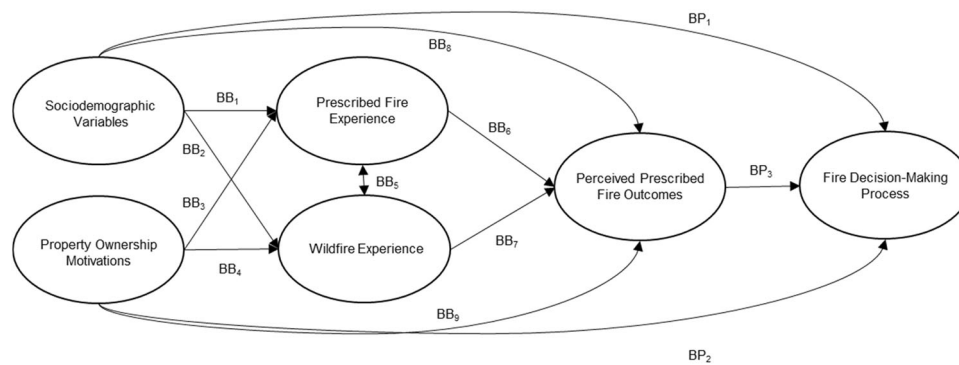 BP₁
BB₈
Sociodemographic
Variables
BB₁
Prescribed Fire
Experience
BB₆
BB₂
BB₅
Perceived Prescribed
Fire Outcomes
BP₃
Fire Decision-Making
Process
BB₃
Property Ownership
Motivations
BB₄
Wildfire Experience
BB₇
BB₉
BP₂